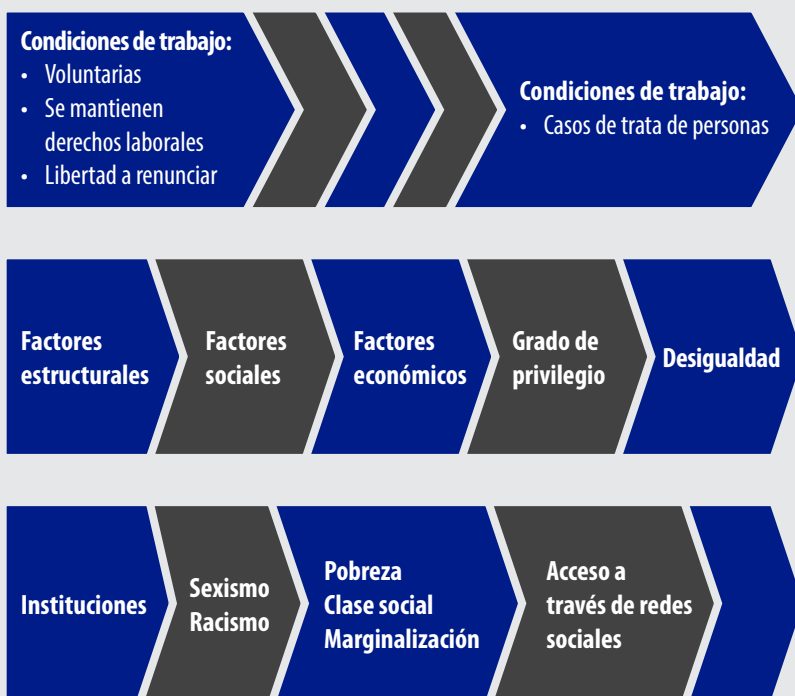 Condiciones de trabajo:
• Voluntarias
• Se mantienen
derechos laborales
• Libertad a renunciar
Condiciones de trabajo:
• Casos de trata de personas
Factores
estructurales
Factores
sociales
Factores
económicos
Grado de
privilegio
Desigualdad
Instituciones
Sexismo
Racismo
Pobreza
Clase social
Marginalización
Acceso a
través de redes
sociales